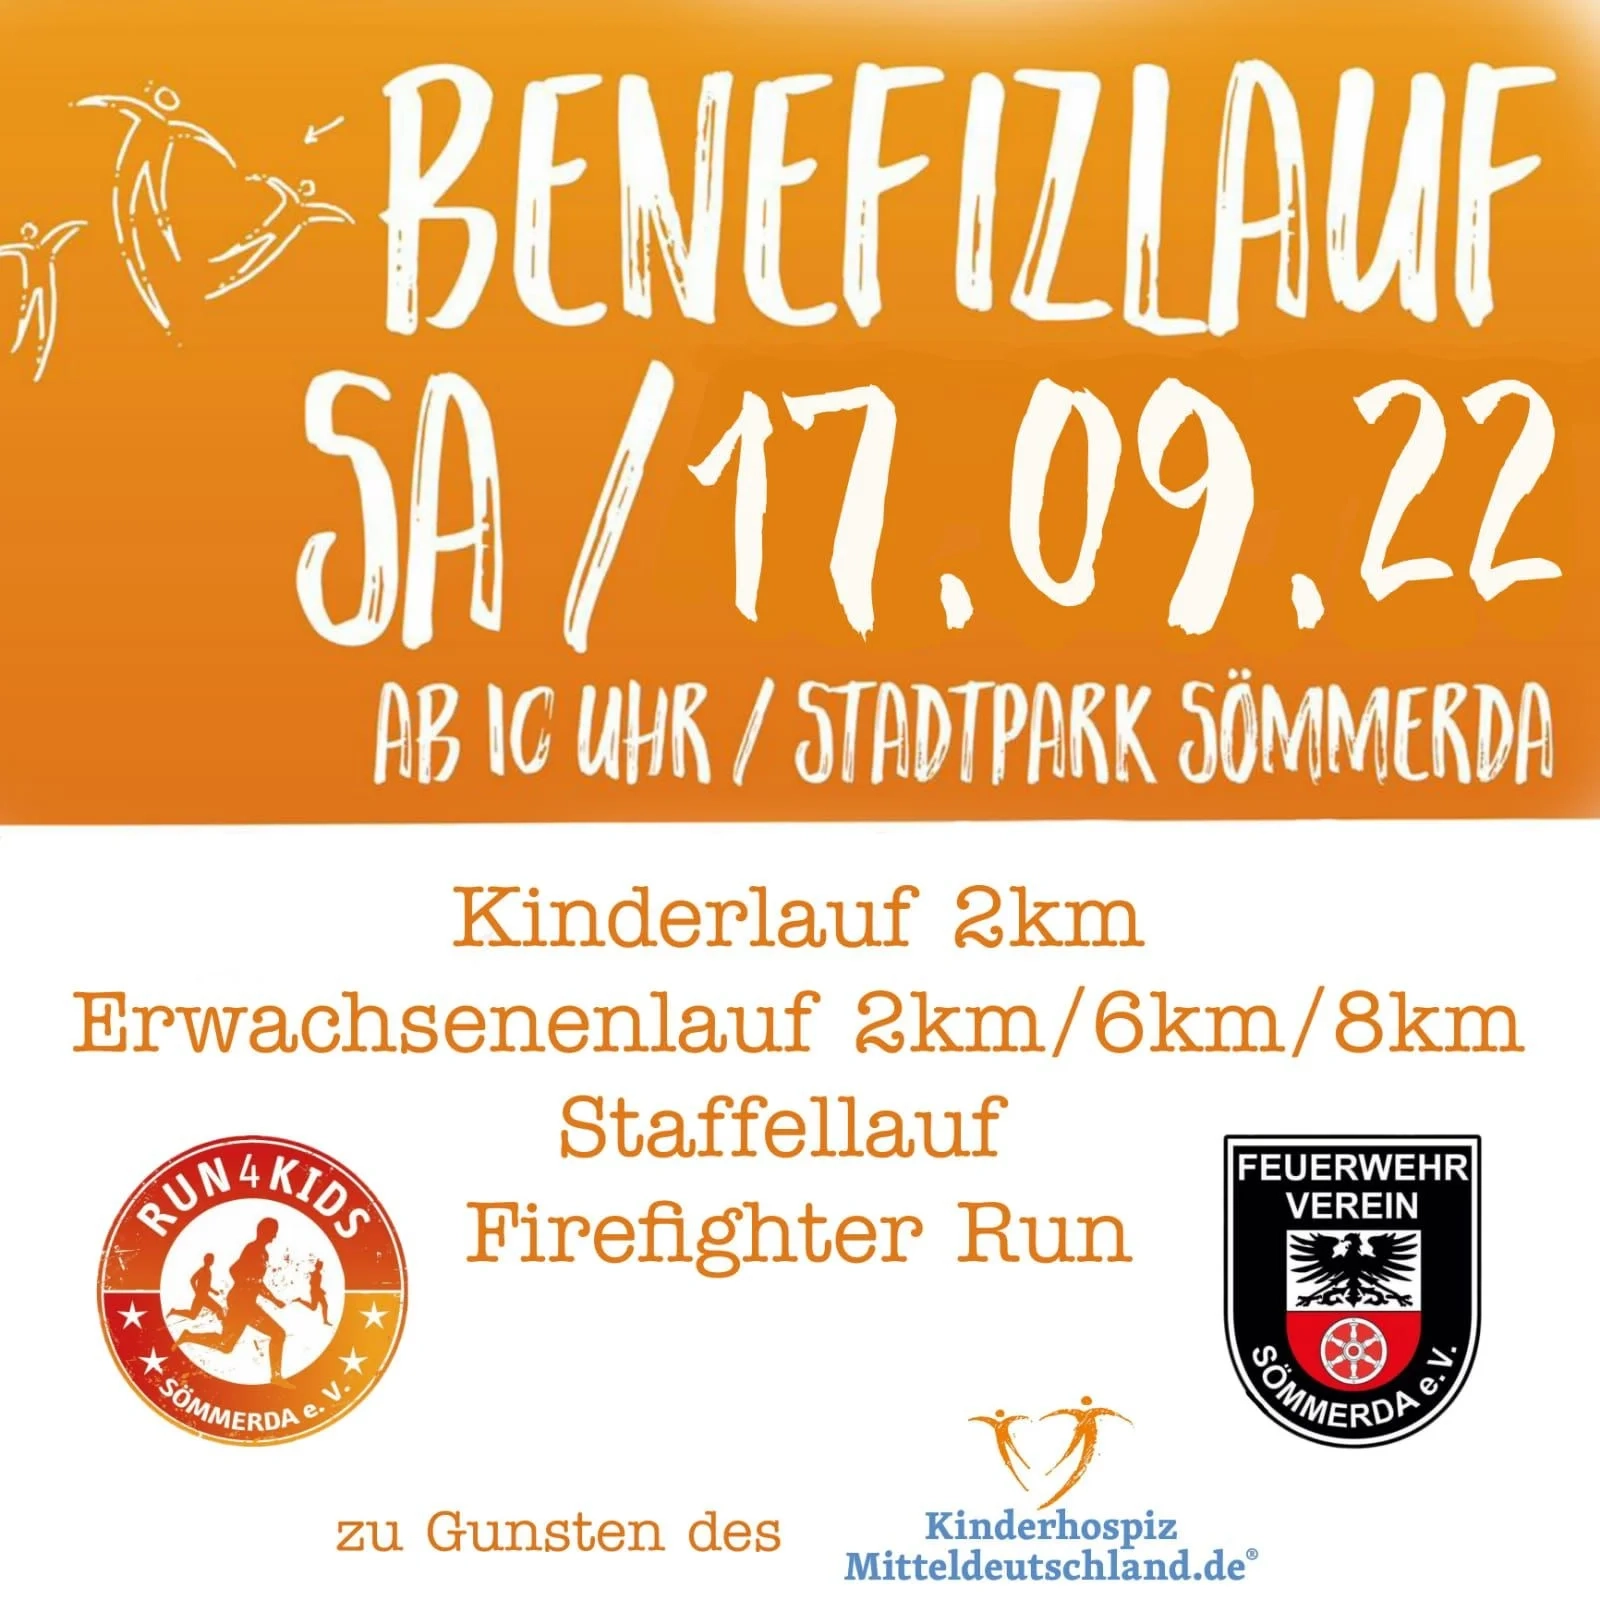 BENEFIZLAUF
SA / 17.09.22
AB 10 UHR / STADTPARK SÖMMERDA
Kinderlauf 2km
Erwachsenenlauf 2km/6km/8km
Staffellauf
Firefighter Run
RUN4KIDS
SÖMMERDA e. V.
FEUERWEHR
VEREIN
SÖMMERDA e.V.
zu Gunsten des
Kinderhospiz
Mitteldeutschland.de®